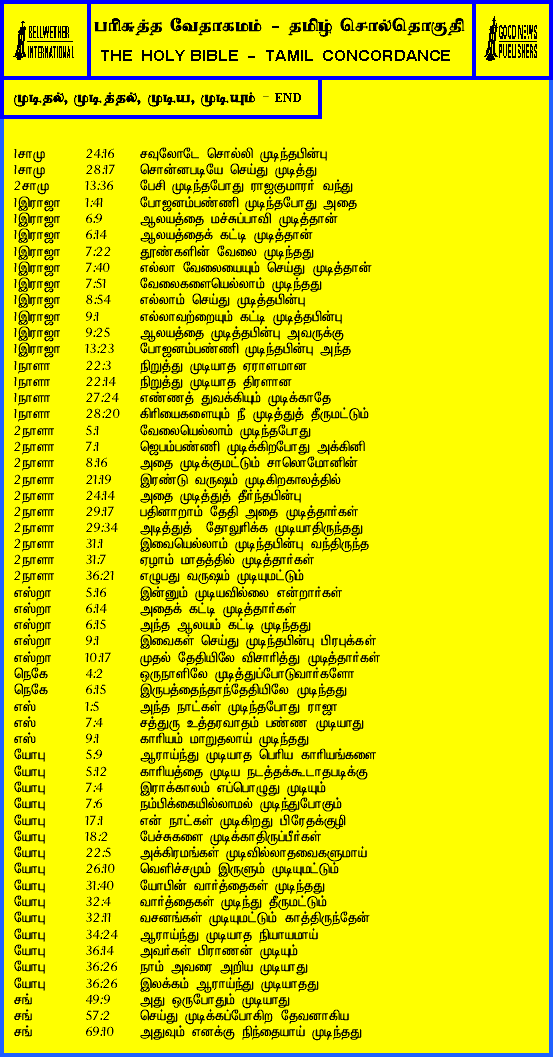 BELLWETHER
INTERNATIONAL
பரிசுத்த வேதாகமம் - தமிழ் சொல்தொகுதி
THE HOLY BIBLE - TAMIL CONCORDANCE
GOOD NEWS
PUBLISHERS
முடிதல், முடித்தல், முடிய, முடியும் - END
1சாமு 24:16 சவுலோடே சொல்லி முடிந்தபின்பு
1சாமு 28:17 சொன்னபடியே செய்து முடித்து
2சாமு 13:36 பேசி முடிந்தபோது ராஜகுமாரர் வந்து
1இராஜா 1:41 போஜனம்பண்ணி முடிந்தபோது அதை
1இராஜா 6:9 ஆலயத்தை மச்சுப்பாவி முடித்தான்
1இராஜா 6:14 ஆலயத்தைக் கட்டி முடித்தான்
1இராஜா 7:22 தூண்களின் வேலை முடிந்தது
1இராஜா 7:40 எல்லா வேலையையும் செய்து முடித்தான்
1இராஜா 7:51 வேலைகளையெல்லாம் முடிந்தது
1இராஜா 8:54 எல்லாம் செய்து முடித்தபின்பு
1இராஜா 9:1 எல்லாவற்றையும் கட்டி முடித்தபின்பு
1இராஜா 9:25 ஆலயத்தை முடித்தபின்பு அவருக்கு
1இராஜா 13:23 போஜனம்பண்ணி முடிந்தபின்பு அந்த
1நாளா 22:3 நிறுத்து முடியாத ஏராளமான
1நாளா 22:14 நிறுத்து முடியாத திரளான
1நாளா 27:24 எண்ணத் துவக்கியும் முடிக்காதே
1நாளா 28:20 கிரியைகளையும் நீ முடித்துத் தீருமட்டும்
2நாளா 5:1 வேலையெல்லாம் முடிந்தபோது
2நாளா 7:1 ஜெபம்பண்ணி முடிக்கிறபோது அக்கினி
2நாளா 8:16 அதை முடிக்குமட்டும் சாலொமோனின்
2நாளா 21:19 இரண்டு வருஷம் முடிகிறகாலத்தில்
2நாளா 24:14 அதை முடித்துத் தீர்ந்தபின்பு
2நாளா 29:17 பதினாறாம் தேதி அதை முடித்தார்கள்
2நாளா 29:34 அடித்துத் தோலுரிக்க முடியாதிருந்தது
2நாளா 31:1 இவையெல்லாம் முடிந்தபின்பு வந்திருந்த
2நாளா 31:7 ஏழாம் மாதத்தில் முடித்தார்கள்
2நாளா 36:21 எழுபது வருஷம் முடியுமட்டும்
எஸ்றா 5:16 இன்னும் முடியவில்லை என்றார்கள்
எஸ்றா 6:14 அதைக் கட்டி முடித்தார்கள்
எஸ்றா 6:15 அந்த ஆலயம் கட்டி முடிந்தது
எஸ்றா 9:1 இவைகள் செய்து முடிந்தபின்பு பிரபுக்கள்
எஸ்றா 10:17 முதல் தேதியிலே விசாரித்து முடித்தார்கள்
நெகே 4:2 ஒருநாளிலே முடித்துப்போடுவார்களோ
நெகே 6:15 இருபத்தைந்தாந்தேதியிலே முடிந்தது
எஸ் 1:5 அந்த நாட்கள் முடிந்தபோது ராஜா
எஸ் 7:4 சத்துரு உத்தரவாதம் பண்ண முடியாது
எஸ் 9:1 காரியம் மாறுதலாய் முடிந்தது
யோபு 5:9 ஆராய்ந்து முடியாத பெரிய காரியங்களை
யோபு 5:12 காரியத்தை முடிய நடத்தக்கூடாதபடிக்கு
யோபு 7:4 இராக்காலம் எப்பொழுது முடியும்
யோபு 7:6 நம்பிக்கையில்லாமல் முடிந்துபோகும்
யோபு 17:1 என் நாட்கள் முடிகிறது பிரேதக்குழி
யோபு 18:2 பேச்சுகளை முடிக்காதிருப்பீர்கள்
யோபு 22:5 அக்கிரமங்கள் முடிவில்லாதவைகளுமாய்
யோபு 26:10 வெளிச்சமும் இருளும் முடியுமட்டும்
யோபு 31:40 யோபின் வார்த்தைகள் முடிந்தது
யோபு 32:4 வார்த்தைகள் முடிந்து தீருமட்டும்
யோபு 32:11 வசனங்கள் முடியுமட்டும் காத்திருந்தேன்
யோபு 34:24 ஆராய்ந்து முடியாத நியாயமாய்
யோபு 36:14 அவர்கள் பிராணன் முடியும்
யோபு 36:26 நாம் அவரை அறிய முடியாது
யோபு 36:26 இலக்கம் ஆராய்ந்து முடியாதது
சங் 49:9 அது ஒருபோதும் முடியாது
சங் 57:2 செய்து முடிக்கப்போகிற தேவனாகிய
சங் 69:10 அதுவும் எனக்கு நிந்தையாய் முடிந்தது